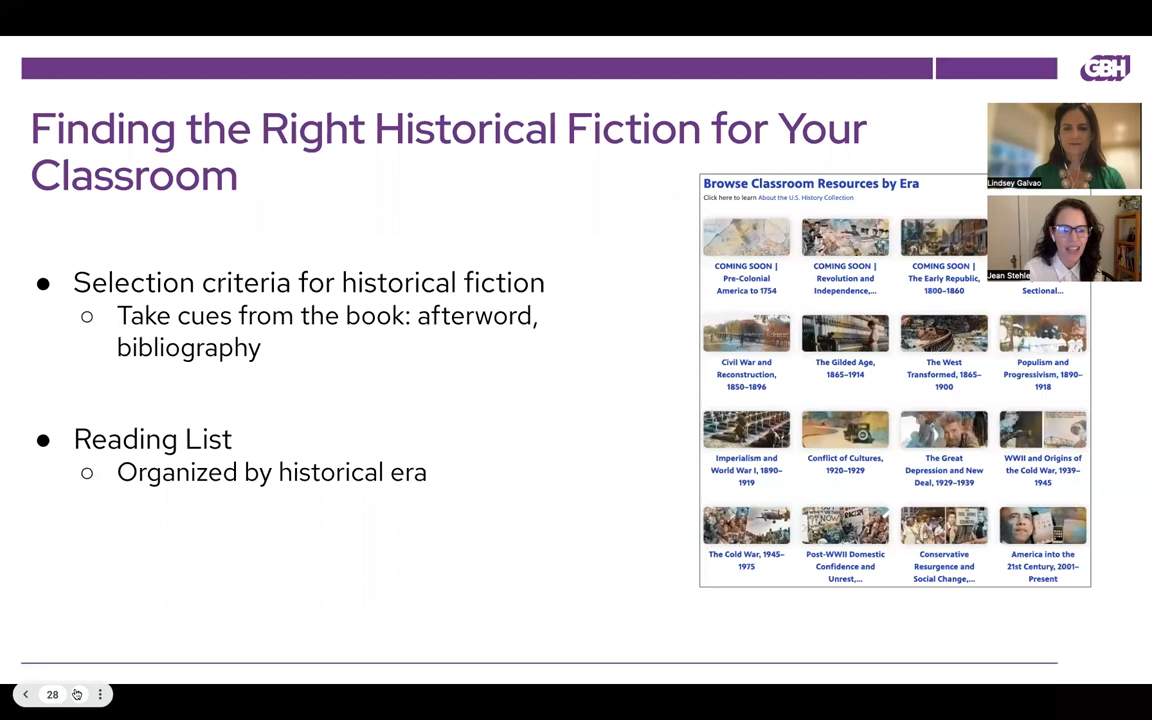 GBH
Finding the Right Historical Fiction for Your
Classroom
Selection criteria for historical fiction
Take cues from the book: afterword,
bibliography
Reading List
Organized by historical era
Browse Classroom Resources by Era
Click here to learn About the U.S. History Collection
COMING SOON |
Pre-Colonial
America to 1754
COMING SOON |
Revolution and
Independence,...
COMING SOON |
The Early Republic,
1800–1860
Sectional...
Civil War and
Reconstruction,
1850–1896
The Gilded Age,
1865–1914
The West
Transformed, 1865–
1900
Populism and
Progressivism, 1890–
1918
Imperialism and
World War I, 1890–
1919
Conflict of Cultures,
1920–1929
The Great
Depression and New
Deal, 1929–1939
WWII and Origins of
the Cold War, 1939–
1945
The Cold War, 1945–
1975
Post-WWII Domestic
Confidence and
Unrest,...
Conservative
Resurgence and
Social Change,...
America into the
21st Century, 2001–
Present
Lindsey Galvao
Jean Stehle
28